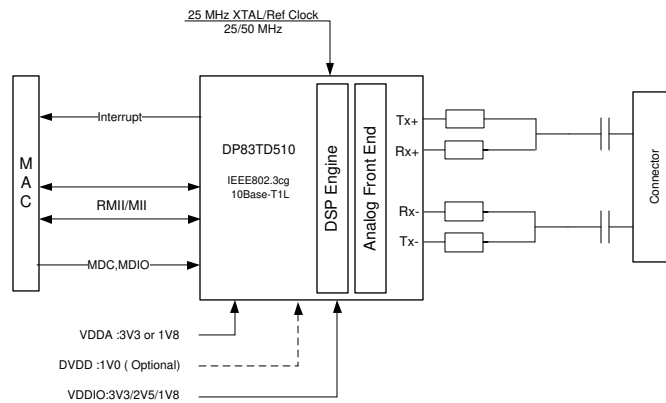 25 MHz XTAL/Ref Clock
25/50 MHz
MAC
Interrupt
RMII/MII
MDC,MDIO
DP83TD510
IEEE802.3cg
10Base-T1L
DSP Engine
Analog Front End
Tx+
Rx+
Rx-
Tx-
Connector
VDDA :3V3 or 1V8
DVDD :1V0 ( Optional)
VDDIO:3V3/2V5/1V8